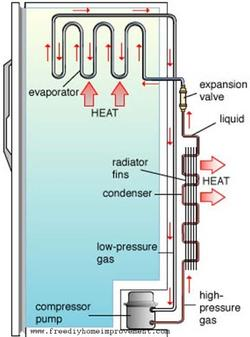 evaporator
HEAT
expansion
valve
liquid
radiator
fins
condenser
HEAT
low-pressure
gas
compressor
pump
high-
pressure
gas
www.freediyhomeimprovement.com